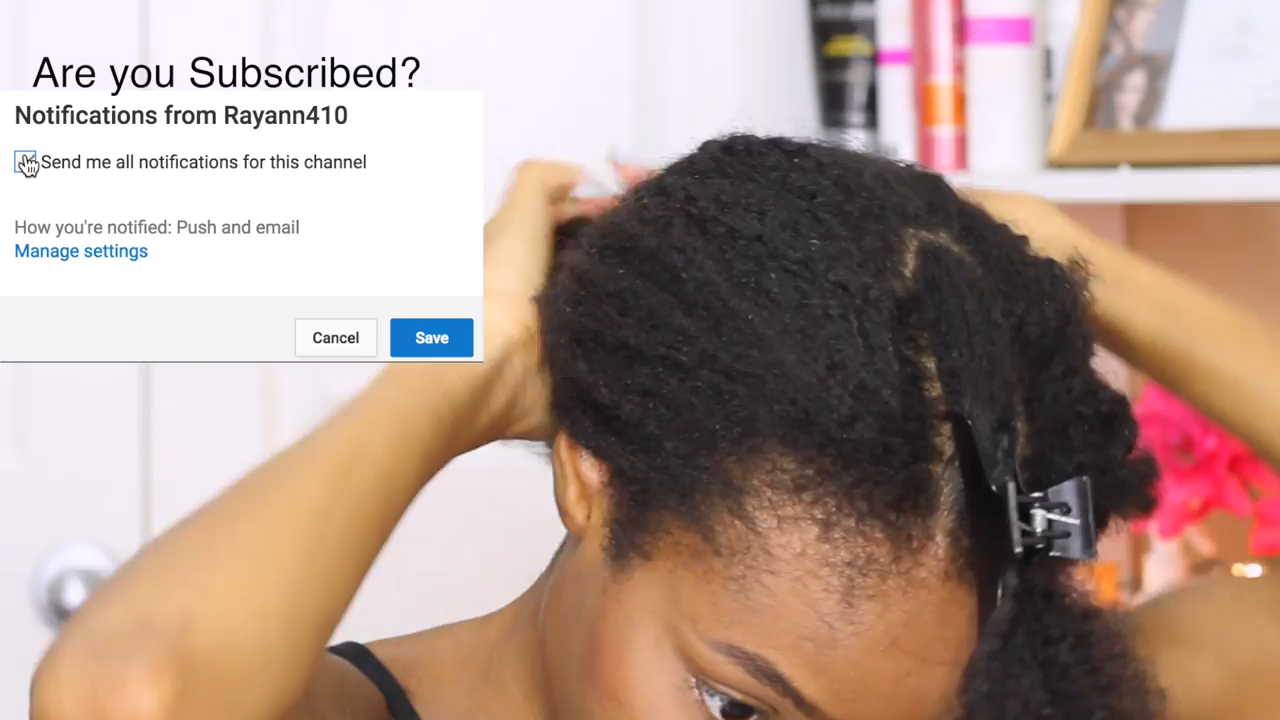 Are you Subscribed?
Notifications from Rayann410
Send me all notifications for this channel
How you're notified: Push and email
Manage settings
Cancel
Save